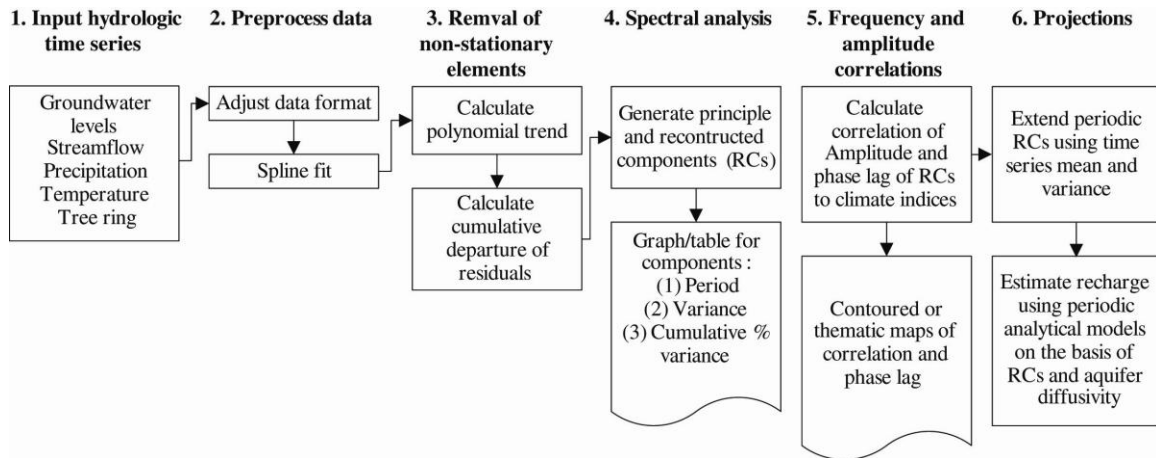 1. Input hydrologic
time series
Groundwater
levels
Streamflow
Precipitation
Temperature
Tree ring
2. Preprocess data
Adjust data format
Spline fit
3. Remval of
non-stationary
elements
Calculate
polynomial trend
Calculate
cumulative
departure of
residuals
4. Spectral analysis
Generate principle
and recontructed
components (RCs)
Graph/table for
components :
(1) Period
(2) Variance
(3) Cumulative %
variance
5. Frequency and
amplitude
correlations
Calculate
correlation of
Amplitude and
phase lag of RCs
to climate indices
Contoured or
thematic maps of
correlation and
phase lag
6. Projections
Extend periodic
RCs using time
series mean and
variance
Estimate recharge
using periodic
analytical models
on the basis of
RCs and aquifer
diffusivity